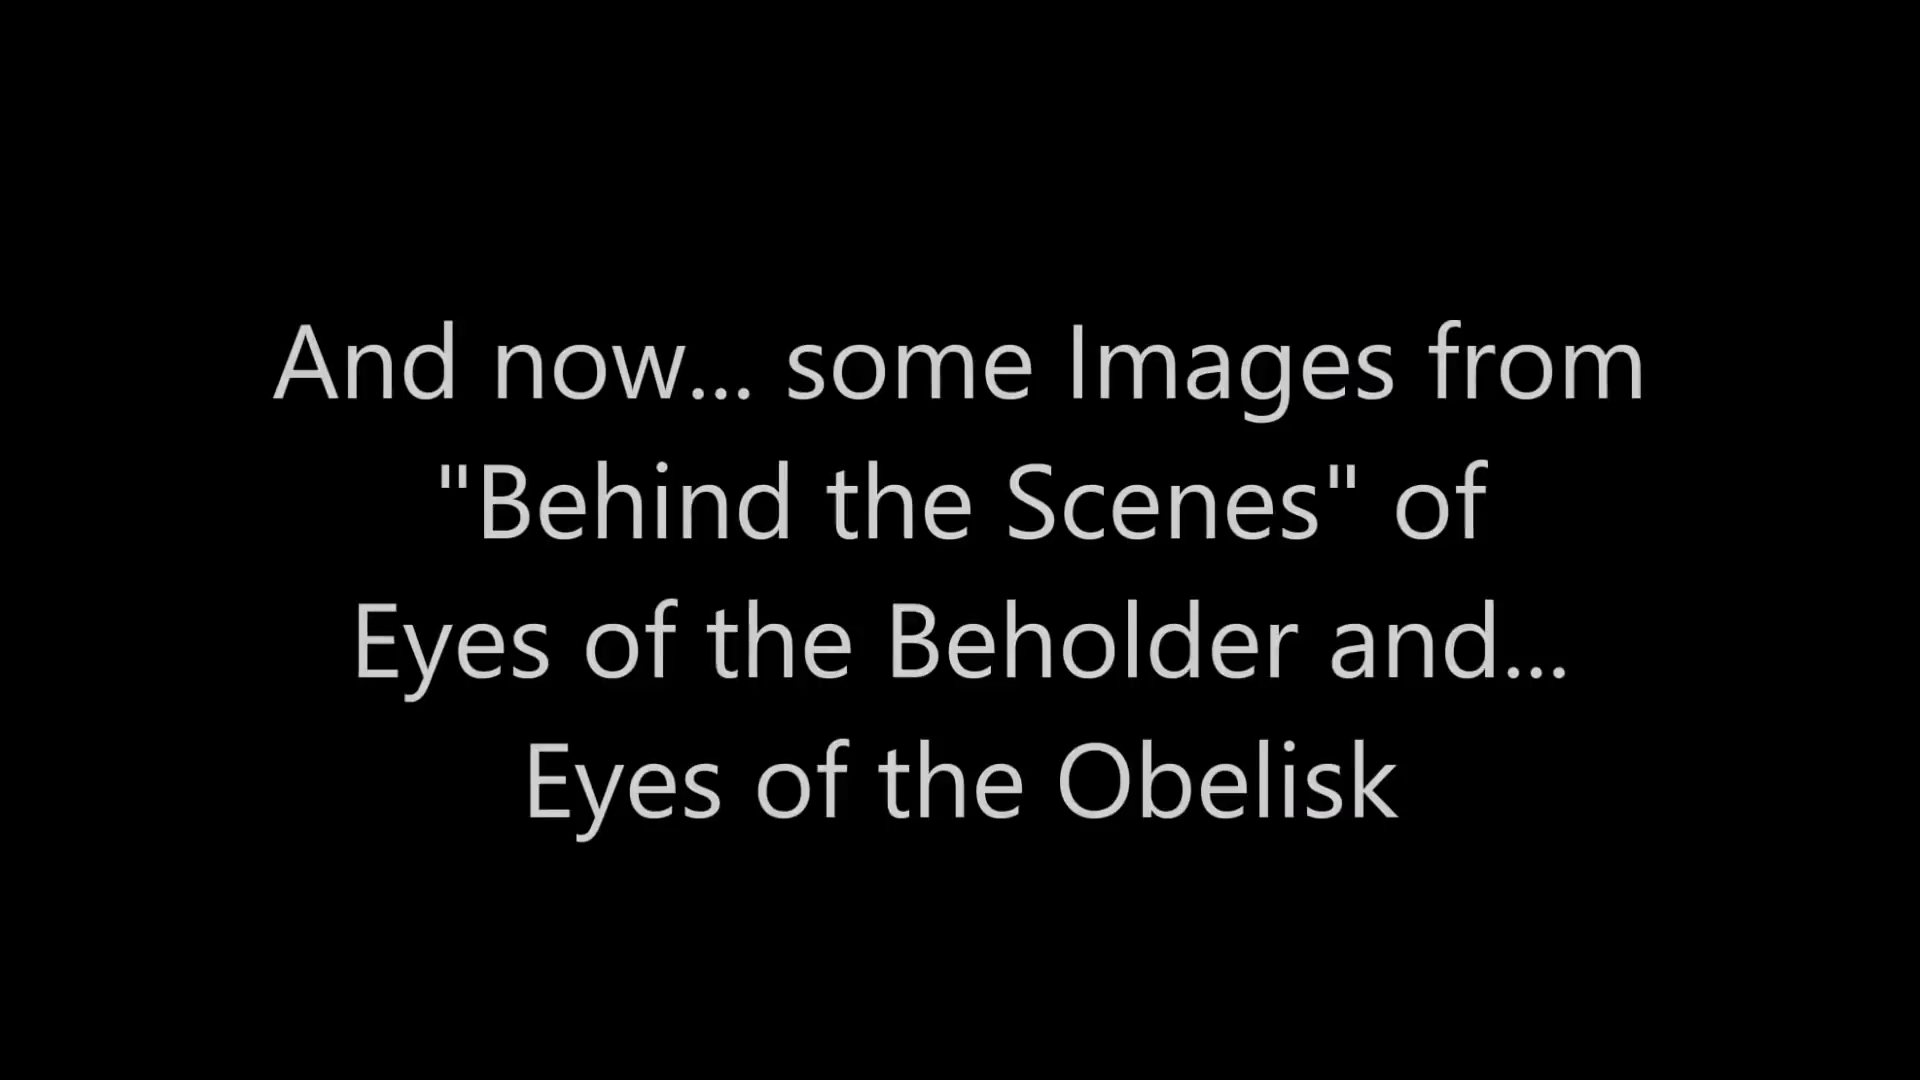 And now... some Images from
"Behind the Scenes" of
Eyes of the Beholder and...
Eyes of the Obelisk